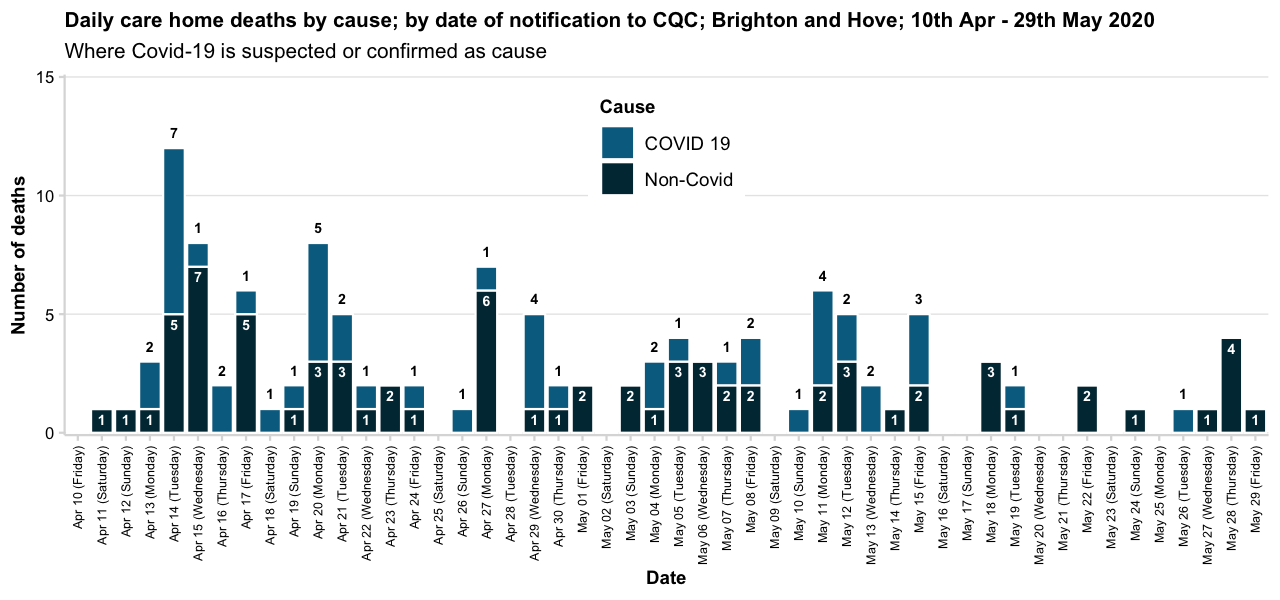 Daily care home deaths by cause; by date of notification to CQC; Brighton and Hove; 10th Apr - 29th May 2020
Where Covid-19 is suspected or confirmed as cause
15
10
5
0
Number of deaths
Cause
COVID 19
Non-Covid
1
1
2
1
7
5
1
7
2
1
5
1
1
1
5
3
2
3
1
1
2
1
1
1
1
6
4
1
1
1
2
2
2
1
1
3
3
1
2
2
2
1
4
2
2
3
2
1
3
2
3
1
1
2
1
1
1
4
1
Apr 10 (Friday)
Apr 11 (Saturday)
Apr 12 (Sunday)
Apr 13 (Monday)
Apr 14 (Tuesday)
Apr 15 (Wednesday)
Apr 16 (Thursday)
Apr 17 (Friday)
Apr 18 (Saturday)
Apr 19 (Sunday)
Apr 20 (Monday)
Apr 21 (Tuesday)
Apr 22 (Wednesday)
Apr 23 (Thursday)
Apr 24 (Friday)
Apr 25 (Saturday)
Apr 26 (Sunday)
Apr 27 (Monday)
Apr 28 (Tuesday)
Apr 29 (Wednesday)
Apr 30 (Thursday)
May 01 (Friday)
May 02 (Saturday)
May 03 (Sunday)
May 04 (Monday)
May 05 (Tuesday)
May 06 (Wednesday)
May 07 (Thursday)
May 08 (Friday)
May 09 (Saturday)
May 10 (Sunday)
May 11 (Monday)
May 12 (Tuesday)
May 13 (Wednesday)
May 14 (Thursday)
May 15 (Friday)
May 16 (Saturday)
May 17 (Sunday)
May 18 (Monday)
May 19 (Tuesday)
May 20 (Wednesday)
May 21 (Thursday)
May 22 (Friday)
May 23 (Saturday)
May 24 (Sunday)
May 25 (Monday)
May 26 (Tuesday)
May 27 (Wednesday)
May 28 (Thursday)
May 29 (Friday)
Date